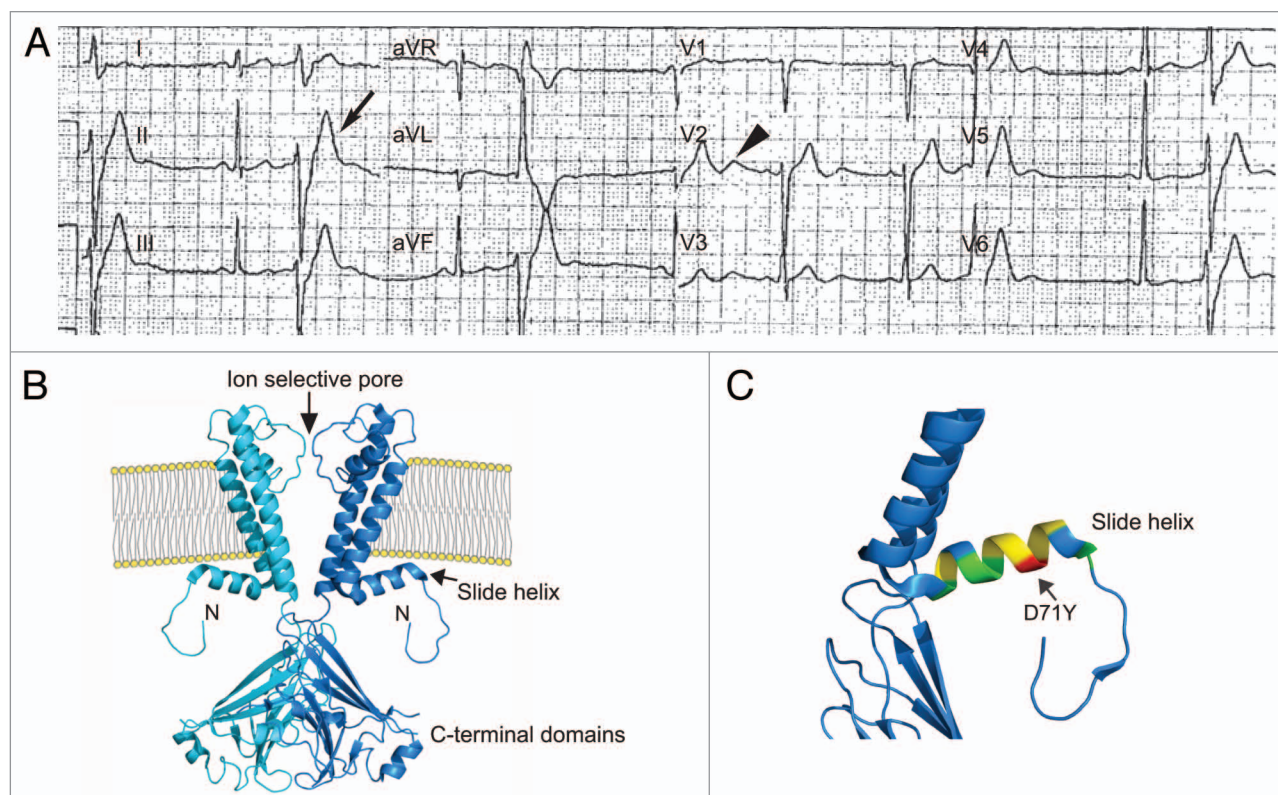 A
I aVR V1 V4
II aVL V2 V5
III aVF V3 V6
B
Ion selective pore
Slide helix
N N
C-terminal domains
C
Slide helix
D71Y